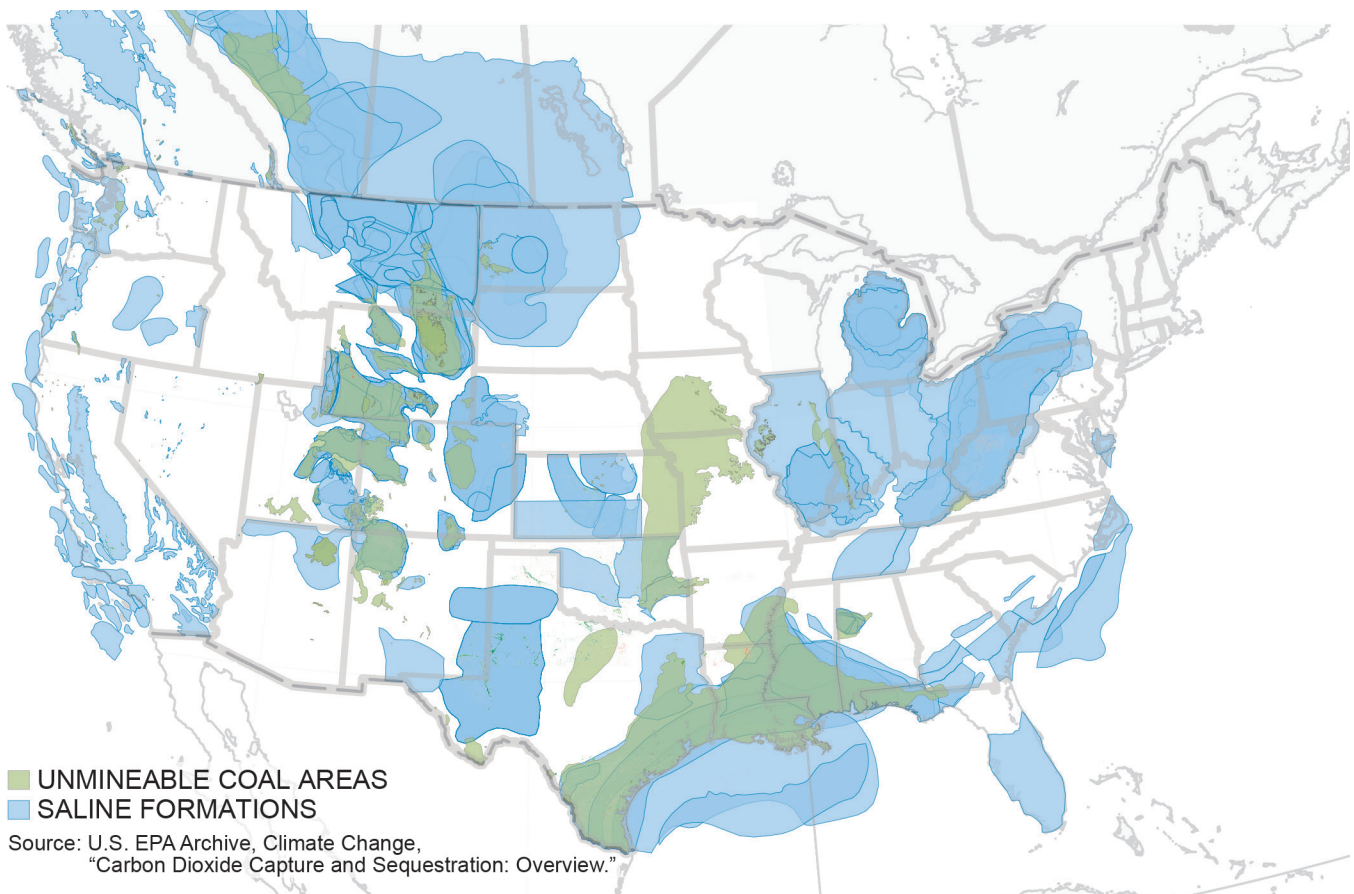 UNMINEABLE COAL AREAS
SALINE FORMATIONS
Source: U.S. EPA Archive, Climate Change,
“Carbon Dioxide Capture and Sequestration: Overview.”